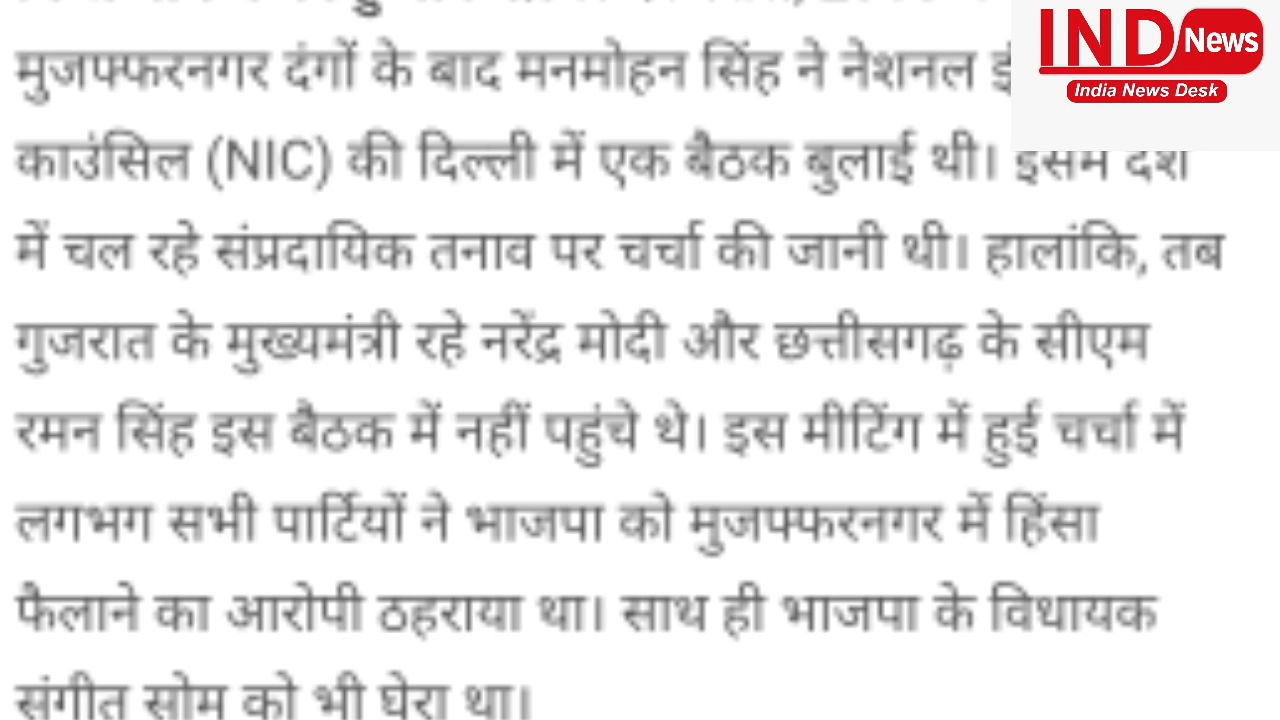 IND News
India News Desk
मुजफ्फरनगर दंगों के बाद मनमोहन सिंह ने नेशनल
काउंसिल (NIC) की दिल्ली में एक बैठक बुलाई थी। इसमें देश
में चल रहे संप्रदायिक तनाव पर चर्चा की जानी थी। हालांकि, तब
गुजरात के मुख्यमंत्री रहे नरेंद्र मोदी और छत्तीसगढ़ के सीएम
रमन सिंह इस बैठक में नहीं पहुंचे थे। इस मीटिंग में हुई चर्चा में
लगभग सभी पार्टियों ने भाजपा को मुजफ्फरनगर में हिंसा
फैलाने का आरोपी ठहराया था। साथ ही भाजपा के विधायक
संगीत सोम को भी घेरा था।